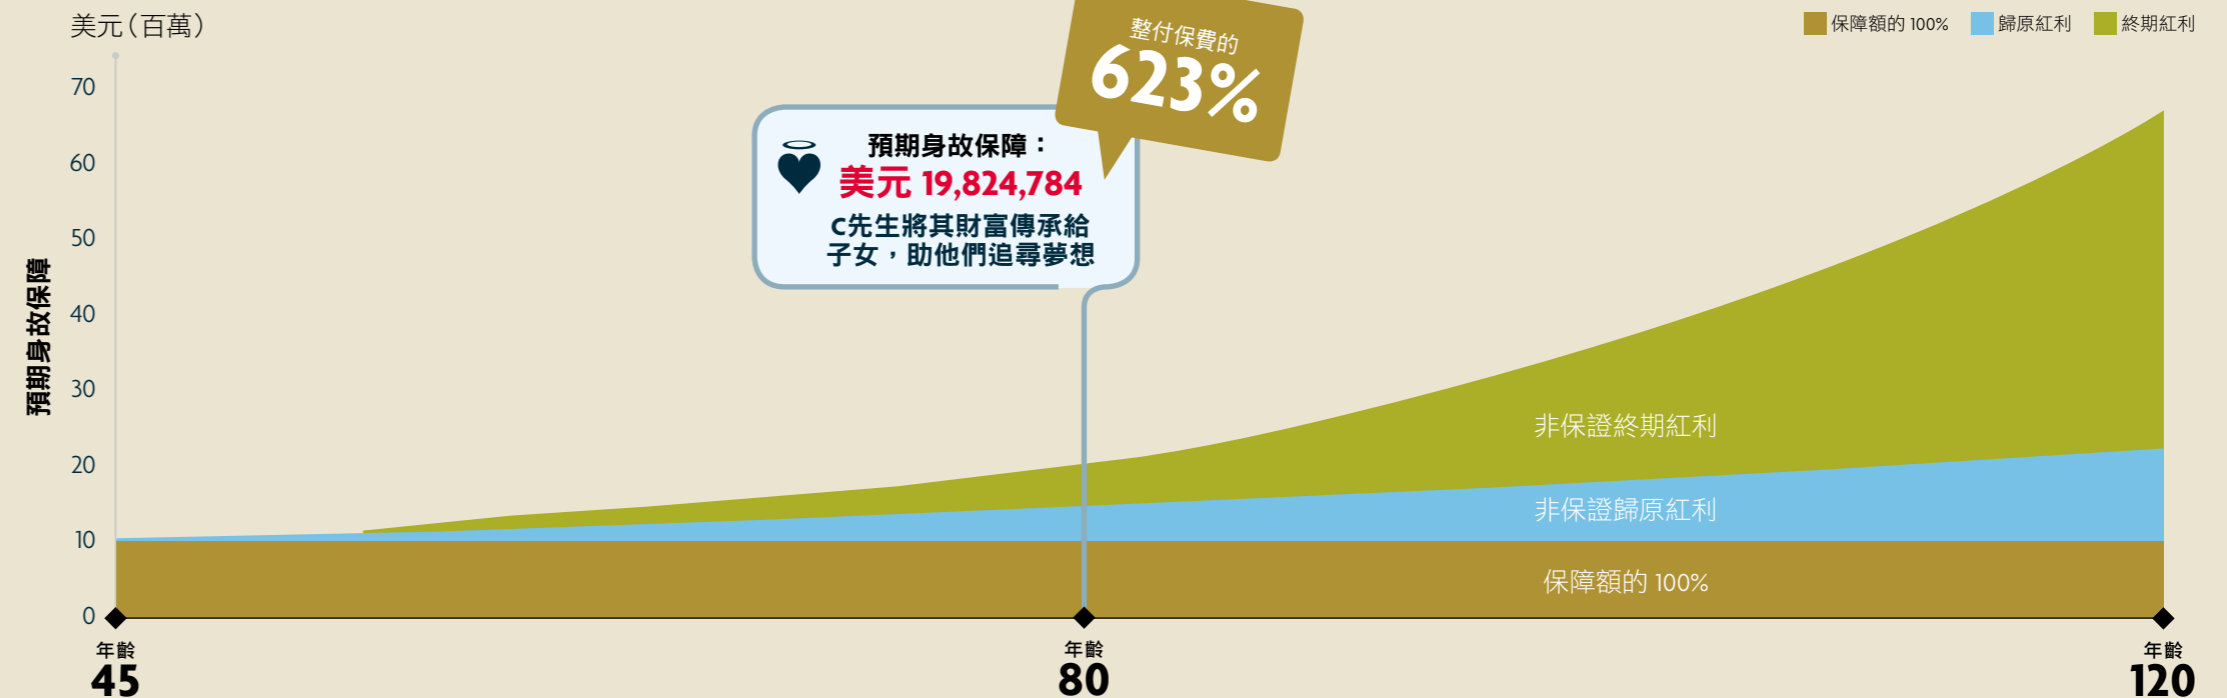 美元（百萬）
保障額的 100%
歸原紅利
終期紅利
整付保費的
623%
預期身故保障：
美元 19,824,784
C先生將其財富傳承給
子女，助他們追尋夢想
預期身故保障
70
60
50
40
30
20
10
0
非保證終期紅利
非保證歸原紅利
保障額的 100%
年齡
45
年齡
80
年齡
120